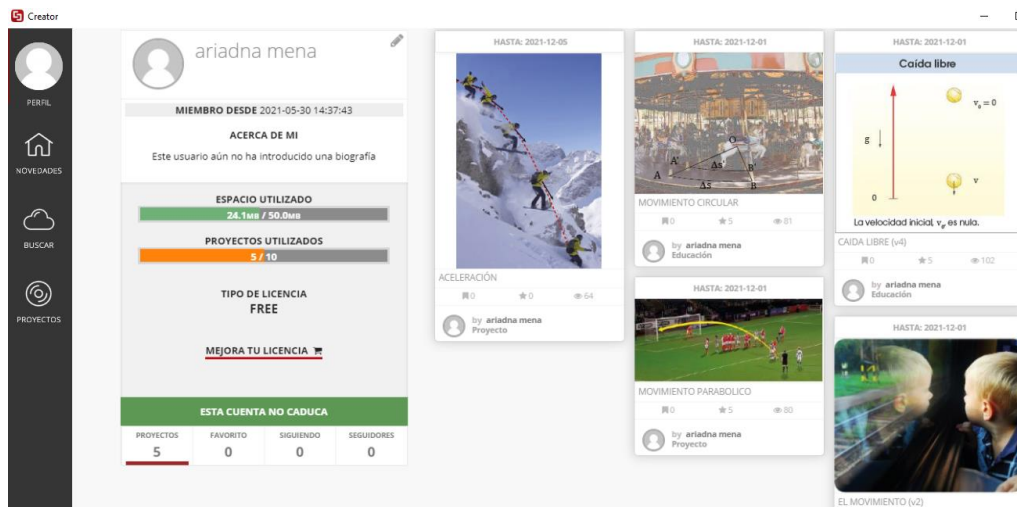 Creator
PERFIL
NOVEDADES
BUSCAR
PROYECTOS
ariadna mena
MIEMBRO DESDE 2021-05-30 14:37:43
ACERCA DE MI
Este usuario aún no ha introducido una biografía
ESPACIO UTILIZADO
24.1MB / 50.0MB
PROYECTOS UTILIZADOS
5 / 10
TIPO DE LICENCIA
FREE
MEJORA TU LICENCIA
ESTA CUENTA NO CADUCA
PROYECTOS FAVORITO SIGUIENDO SEGUIDORES
5 0 0 0
HASTA: 2021-12-05
ACELERACIÓN
0 0 64
by ariadna mena
Proyecto
HASTA: 2021-12-01
O
A' B'
Δs'
A B
Δs
MOVIMIENTO CIRCULAR
0 5 81
by ariadna mena
Educación
HASTA: 2021-12-01
MOVIMIENTO PARABOLICO
0 5 80
by ariadna mena
Proyecto
HASTA: 2021-12-01
Caída libre
v₀ = 0
g
v
0
La velocidad inicial, v₀, es nula.
CAIDA LIBRE (v4)
0 5 102
by ariadna mena
Educación
HASTA: 2021-12-01
EL MOVIMIENTO (v2)